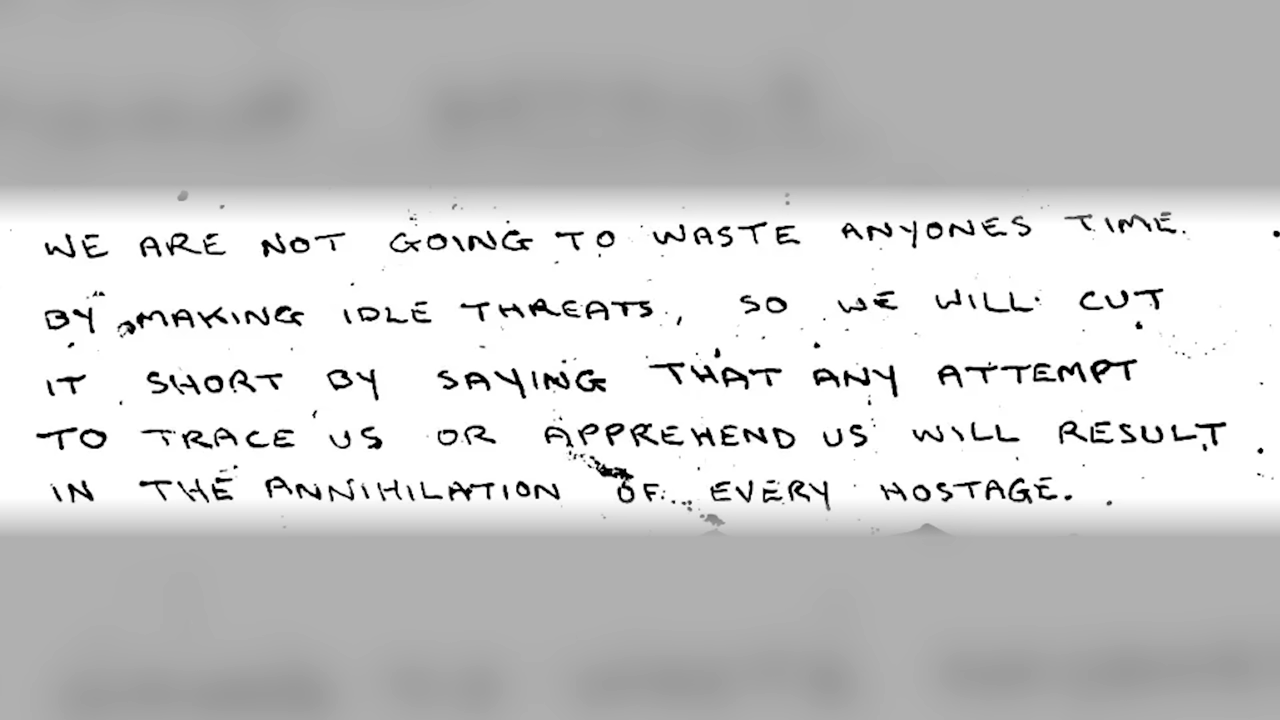 WE ARE NOT GOING TO WASTE ANYONES TIME.
BY MAKING IDLE THREATS, SO WE WILL CUT
IT SHORT BY SAYING THAT ANY ATTEMPT
TO TRACE US OR APPREHEND US WILL RESULT
IN THE ANNIHILATION OF EVERY HOSTAGE.